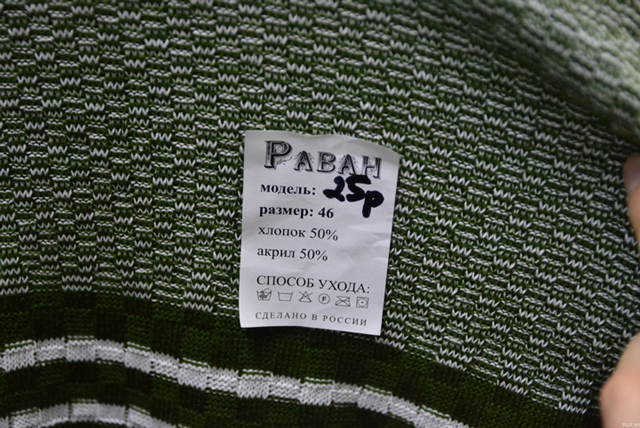 РАВАН
модель: 25р
размер: 46
хлопок 50%
акрил 50%
СПОСОБ УХОДА:
СДЕЛАНО В РОССИИ